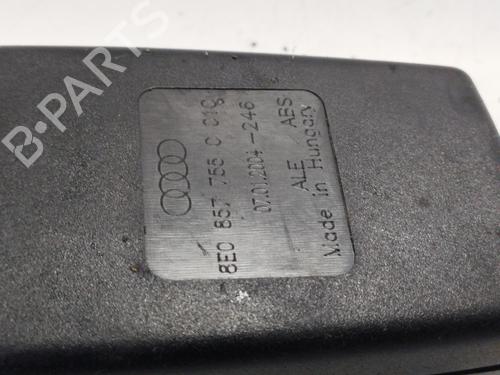 8E0 857 755 C 01C
07.01.2004-246
ALE ABS
Made in Hungary
B-PARTS